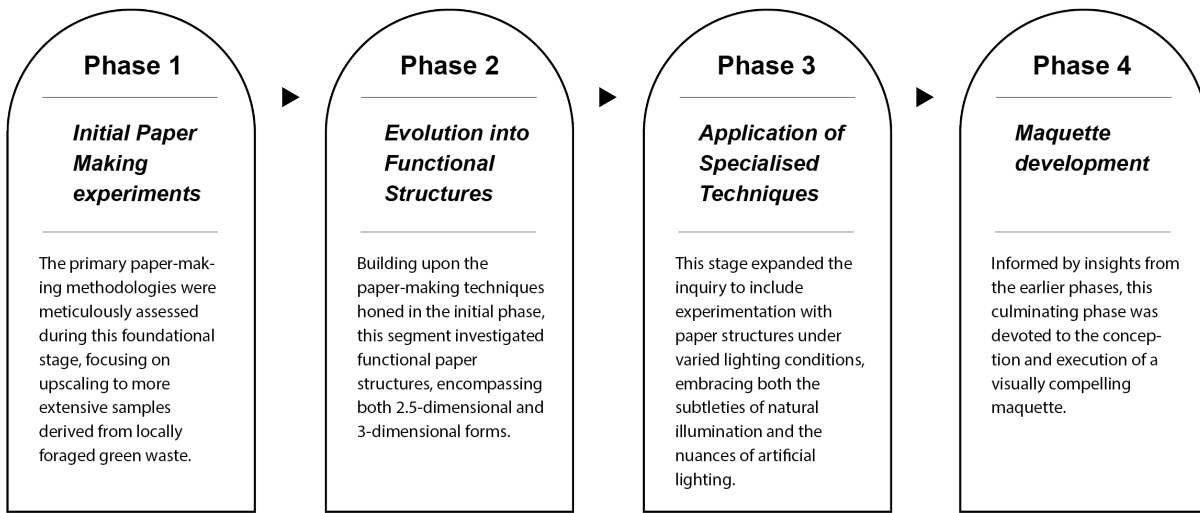 Phase 1
Initial Paper
Making
experiments
The primary paper-mak-
ing methodologies were
meticulously assessed
during this foundational
stage, focusing on
upscaling to more
extensive samples
derived from locally
foraged green waste.
Phase 2
Evolution into
Functional
Structures
Building upon the
paper-making techniques
honed in the initial phase,
this segment investigated
functional paper
structures, encompassing
both 2.5-dimensional and
3-dimensional forms.
Phase 3
Application of
Specialised
Techniques
This stage expanded the
inquiry to include
experimentation with
paper structures under
varied lighting conditions,
embracing both the
subtleties of natural
illumination and the
nuances of artificial
lighting.
Phase 4
Maquette
development
Informed by insights from
the earlier phases, this
culminating phase was
devoted to the concep-
tion and execution of a
visually compelling
maquette.